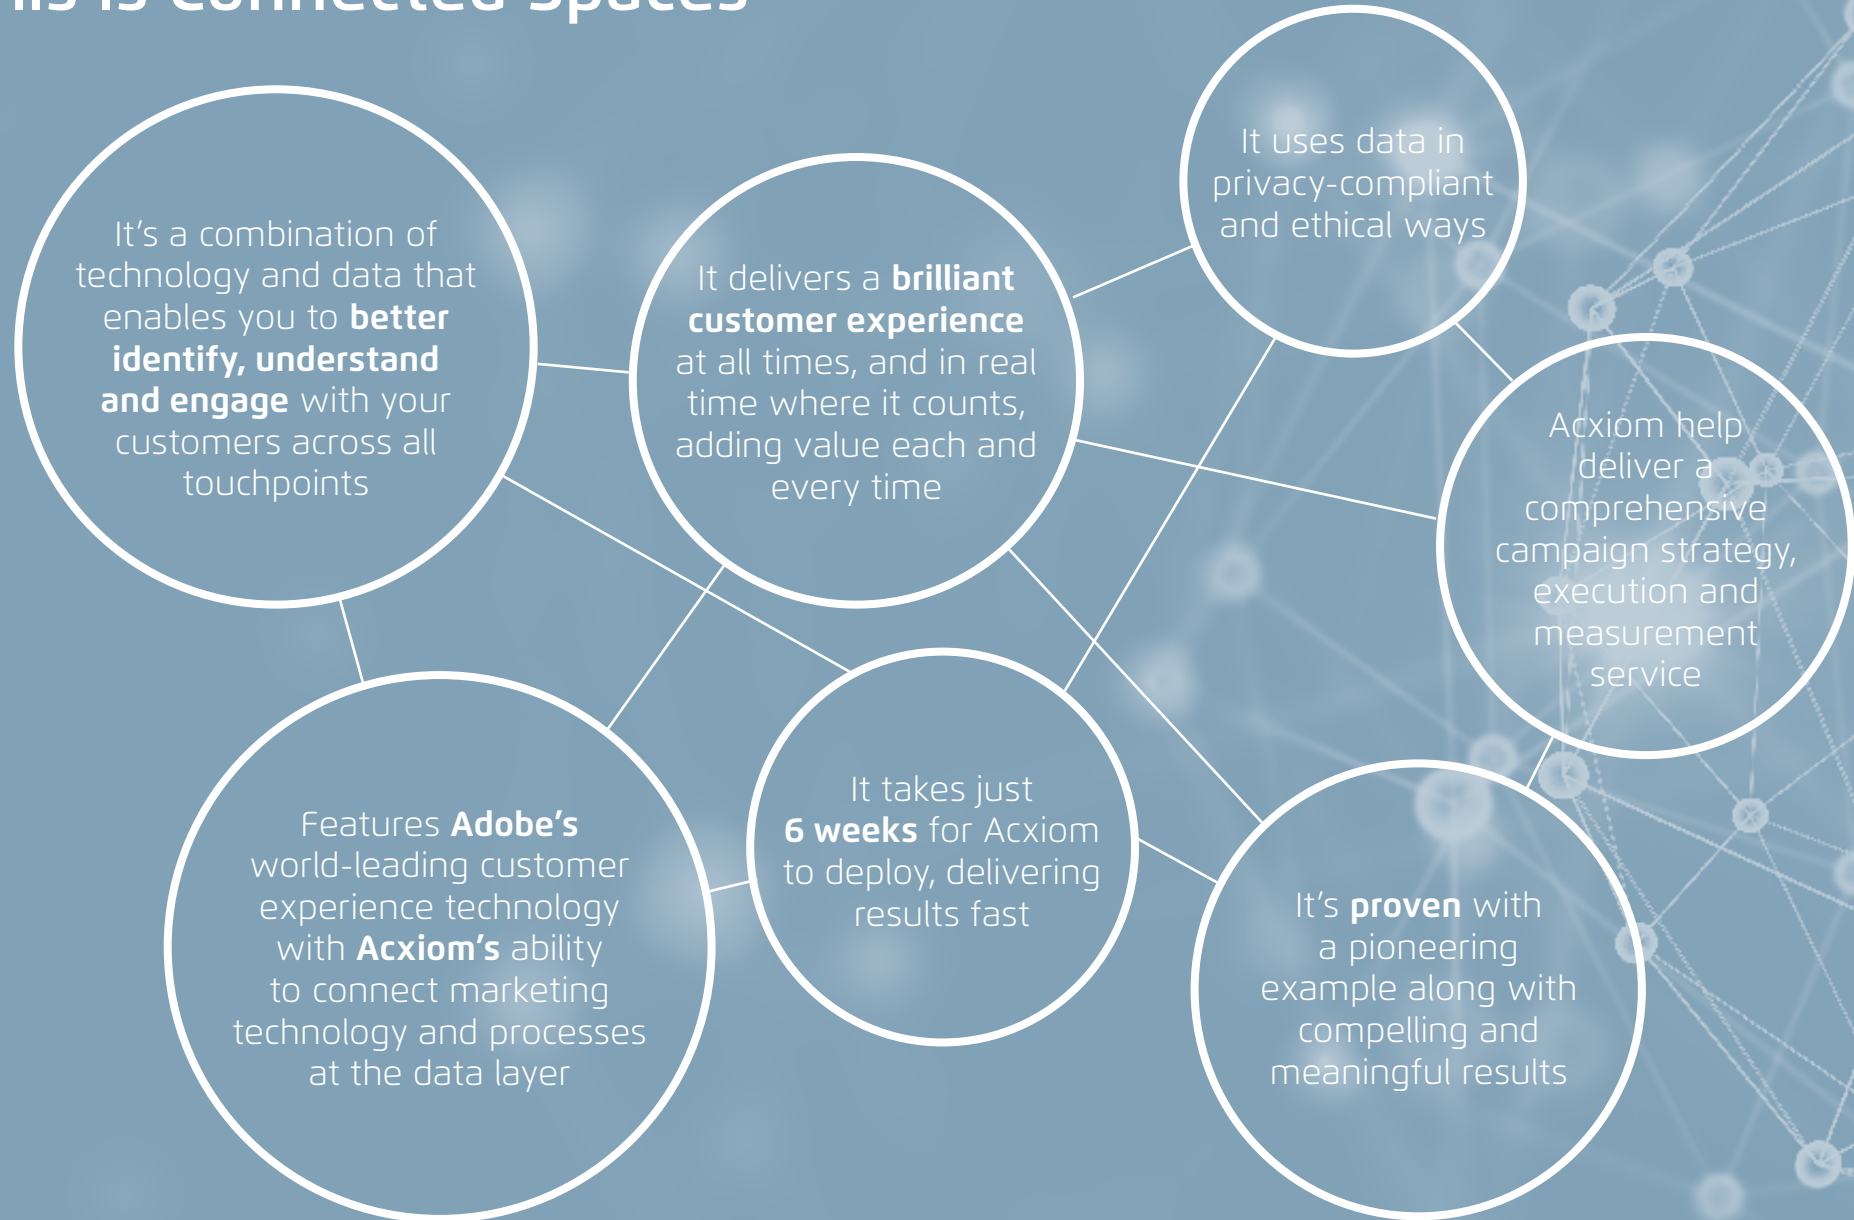 is Connected Spaces
It's a combination of
technology and data that
enables you to better
identify, understand
and engage with your
customers across all
touchpoints
It delivers a brilliant
customer experience
at all times, and in real
time where it counts,
adding value each and
every time
It uses data in
privacy-compliant
and ethical ways
Acxiom help
deliver a
comprehensive
campaign strategy,
execution and
measurement
service
Features Adobe's
world-leading customer
experience technology
with Acxiom's ability
to connect marketing
technology and processes
at the data layer
It takes just
6 weeks for Acxiom
to deploy, delivering
results fast
It's proven with
a pioneering
example along with
compelling and
meaningful results